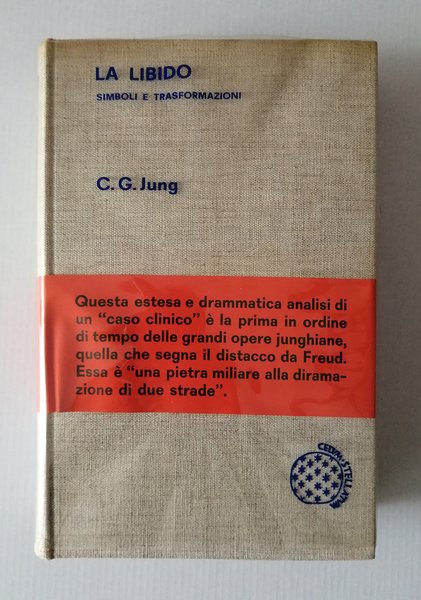 LA LIBIDO
SIMBOLI E TRASFORMAZIONI
C. G. Jung
Questa estesa e drammatica analisi di
un “caso clinico” è la prima in ordine
di tempo delle grandi opere junghiane,
quella che segna il distacco da Freud.
Essa è “una pietra miliare alla dirama-
zione di due strade”.
CELVM·STELLATVM